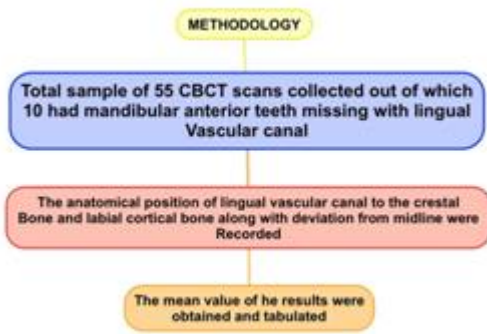 METHODOLOGY
Total sample of 55 CBCT scans collected out of which
10 had mandibular anterior teeth missing with lingual
Vascular canal
The anatomical position of lingual vascular canal to the crestal
Bone and labial cortical bone along with deviation from midline were
Recorded
The mean value of he results were
obtained and tabulated